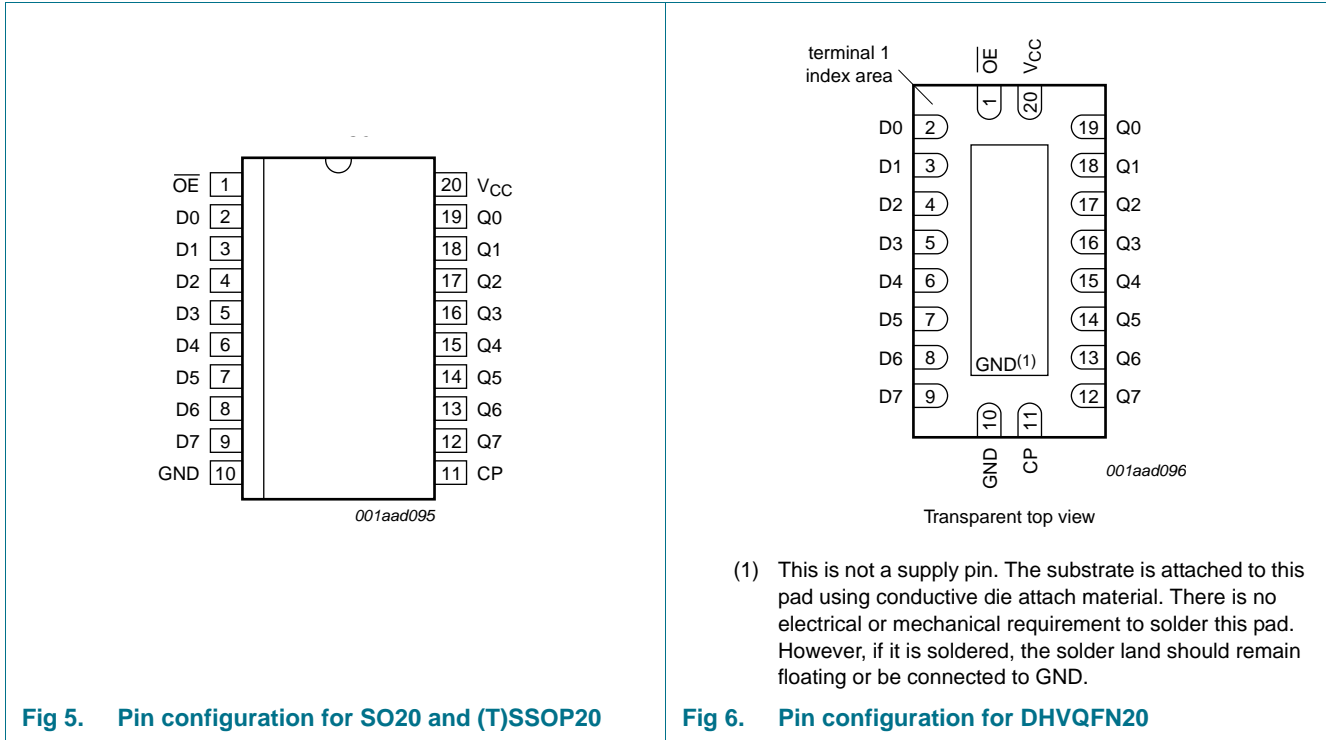 OE 1 20 VCC
D0 2 19 Q0
D1 3 18 Q1
D2 4 17 Q2
D3 5 16 Q3
D4 6 15 Q4
D5 7 14 Q5
D6 8 13 Q6
D7 9 12 Q7
GND 10 11 CP
001aad095
Fig 5. Pin configuration for SO20 and (T)SSOP20
terminal 1
index area
OE VCC
1 20
D0 2 19 Q0
D1 3 18 Q1
D2 4 17 Q2
D3 5 16 Q3
D4 6 15 Q4
D5 7 14 Q5
D6 8 13 Q6
GND(1)
D7 9 12 Q7
10 11
GND CP
001aad096
Transparent top view
(1) This is not a supply pin. The substrate is attached to this
pad using conductive die attach material. There is no
electrical or mechanical requirement to solder this pad.
However, if it is soldered, the solder land should remain
floating or be connected to GND.
Fig 6. Pin configuration for DHVQFN20